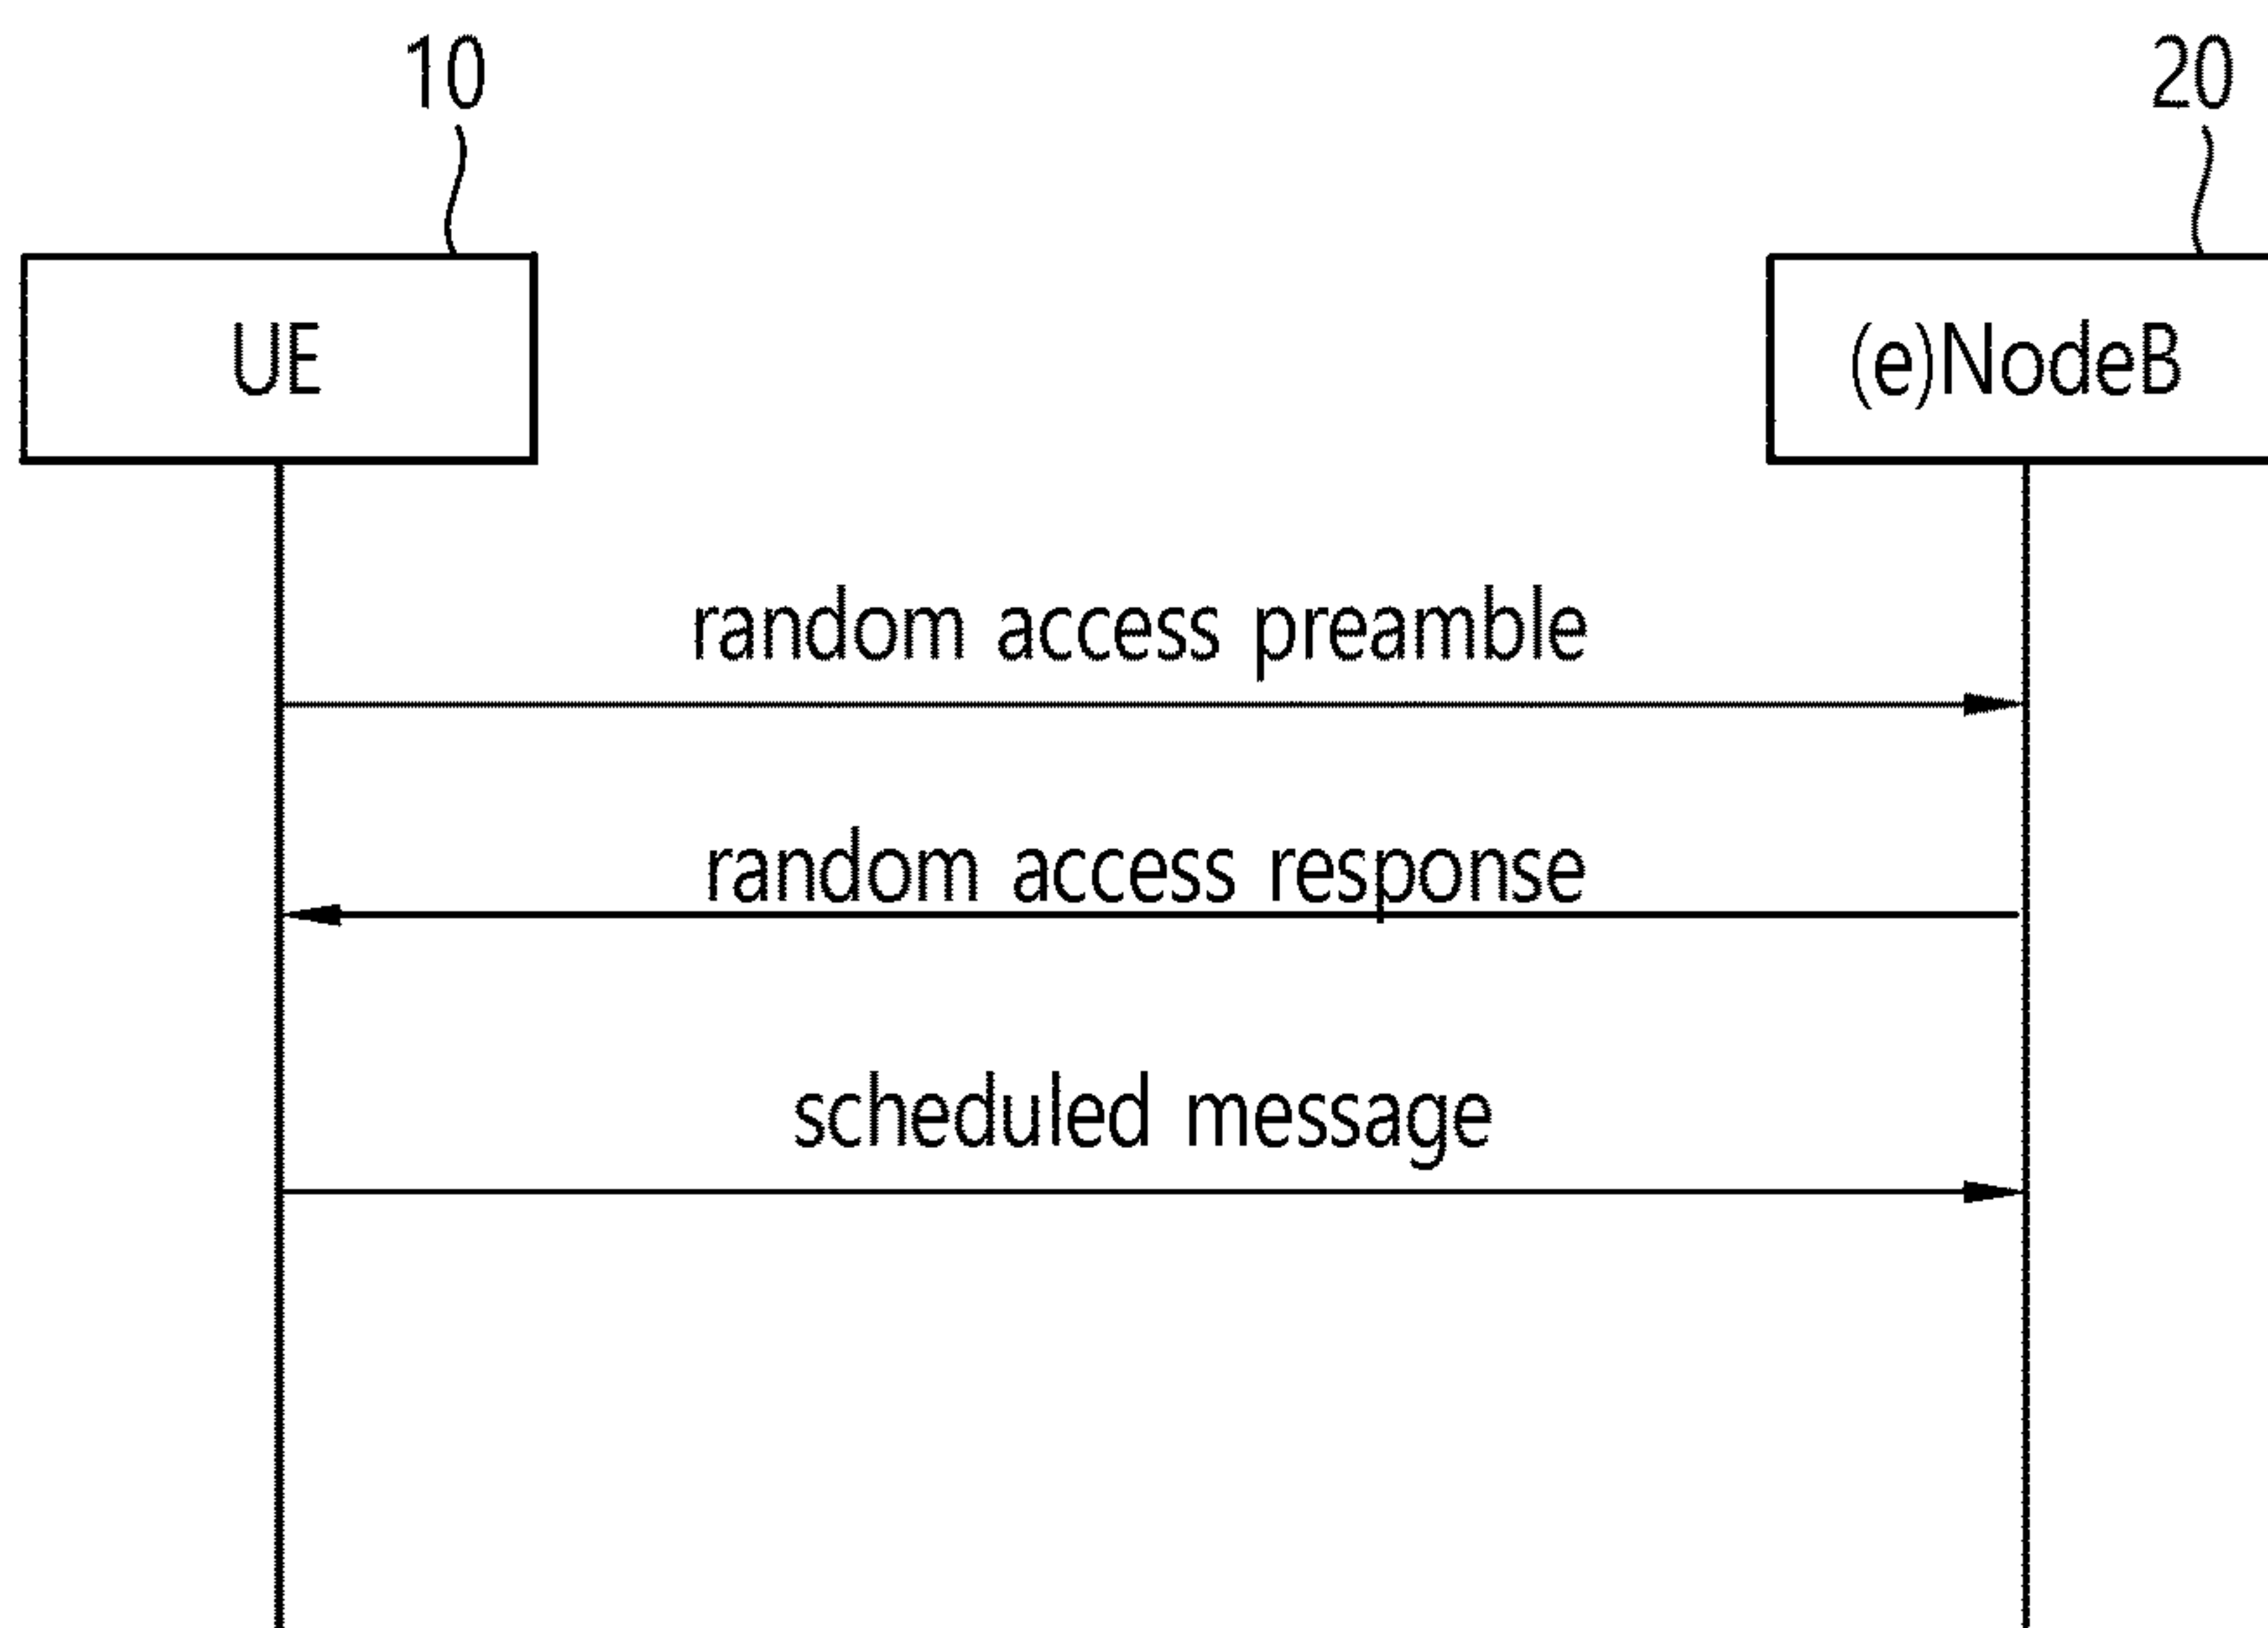 10
20
UE
(e)NodeB
random access preamble
random access response
scheduled message